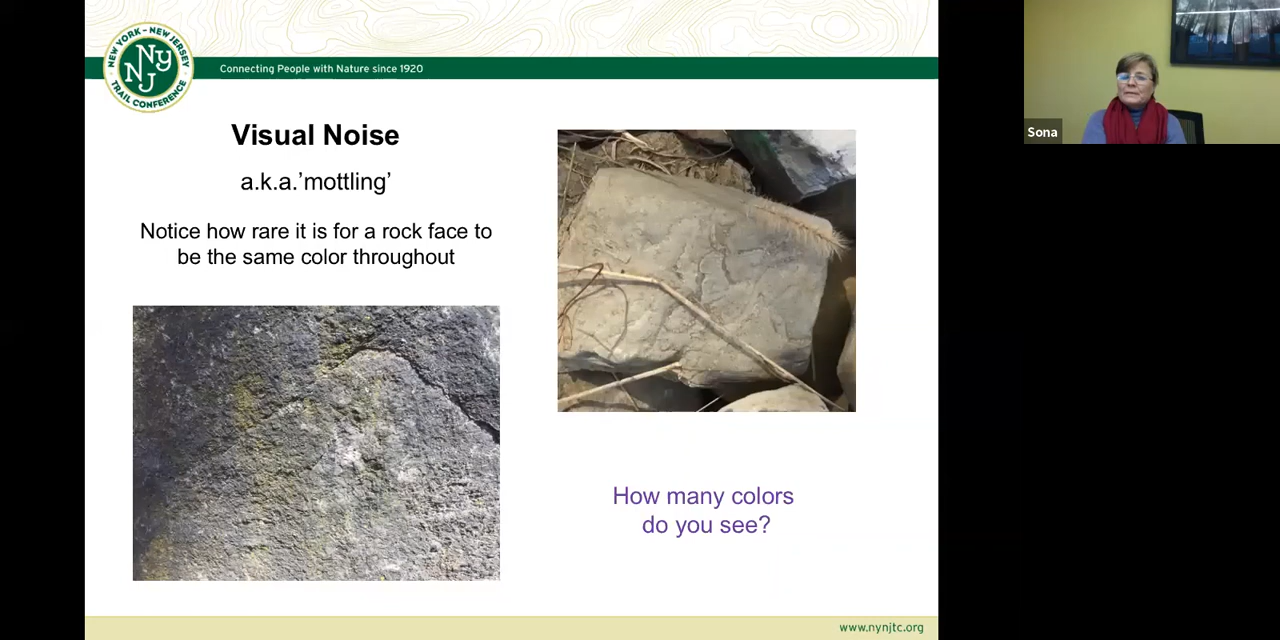 NEW YORK - NEW JERSEY
NY
NJ
TRAIL CONFERENCE
Connecting People with Nature since 1920
Visual Noise
a.k.a.’mottling’
Notice how rare it is for a rock face to
be the same color throughout
How many colors
do you see?
www.nynjtc.org
Sona